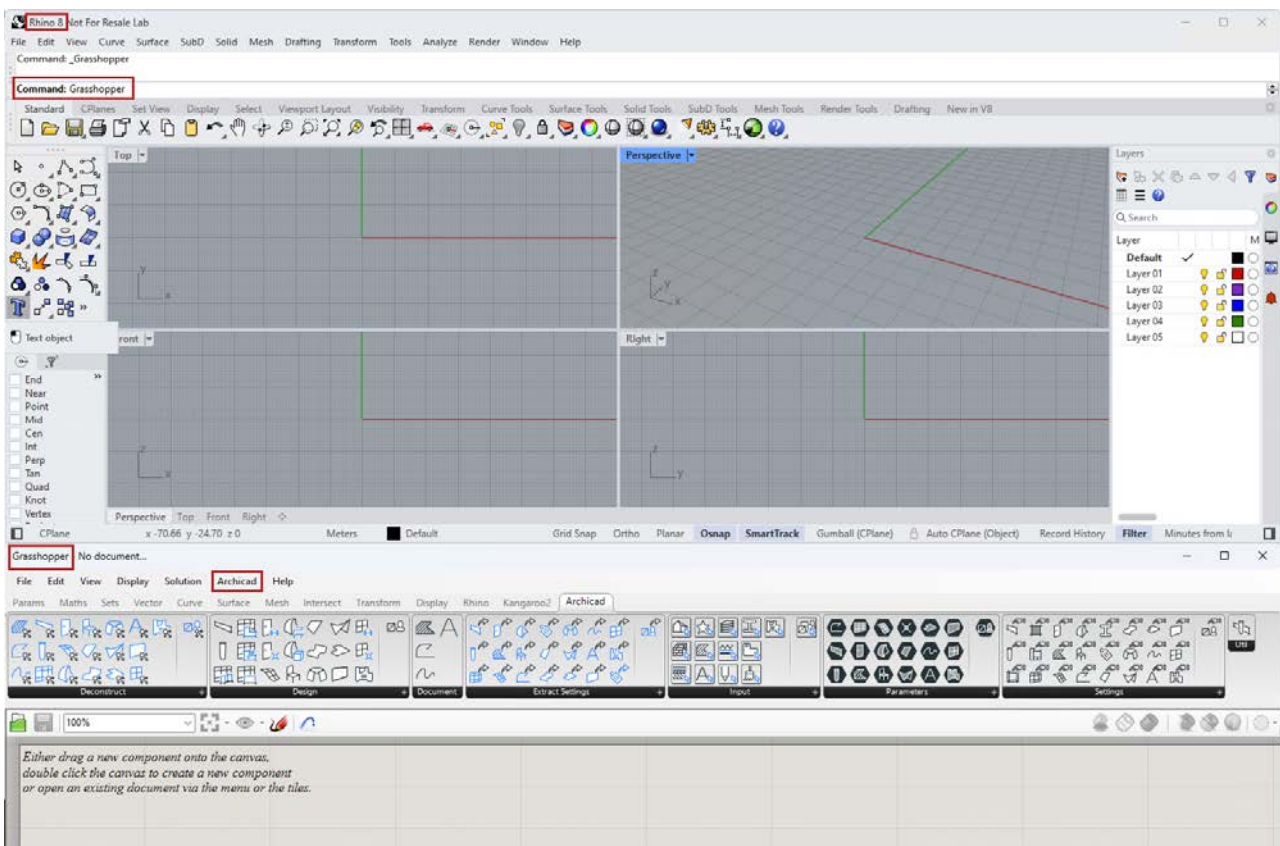 Rhino 8 Not For Resale Lab
File Edit View Curve Surface SubD Solid Mesh Drafting Transform Tools Analyze Render Window Help
Command: _Grasshopper
Command: Grasshopper
Standard CPlanes Set View Display Select Viewport Layout Visibility Transform Curve Tools Surface Tools Solid Tools SubD Tools Mesh Tools Render Tools Drafting New in V8
Top
Perspective
Layers
Search
Layer M
Default
Layer 01
Layer 02
Layer 03
Layer 04
Layer 05
y
x
z
y
x
Text object
ront
Right
End
Near
Point
Mid
Cen
Int
Perp
Tan
Quad
Knot
Vertex
z
x
z
y
Perspective Top Front Right
CPlane x -70.66 y -24.70 z 0 Meters Default Grid Snap Ortho Planar Osnap SmartTrack Gumball (CPlane) Auto CPlane (Object) Record History Filter Minutes from
Grasshopper No document...
File Edit View Display Solution Archicad Help
Params Maths Sets Vector Curve Surface Mesh Intersect Transform Display Rhino Kangaroo2 Archicad
Deconstruct Design Document Extract Settings Input Parameters Settings Util
100%
Either drag a new component onto the canvas,
double click the canvas to create a new component
or open an existing document via the menu or the tiles.